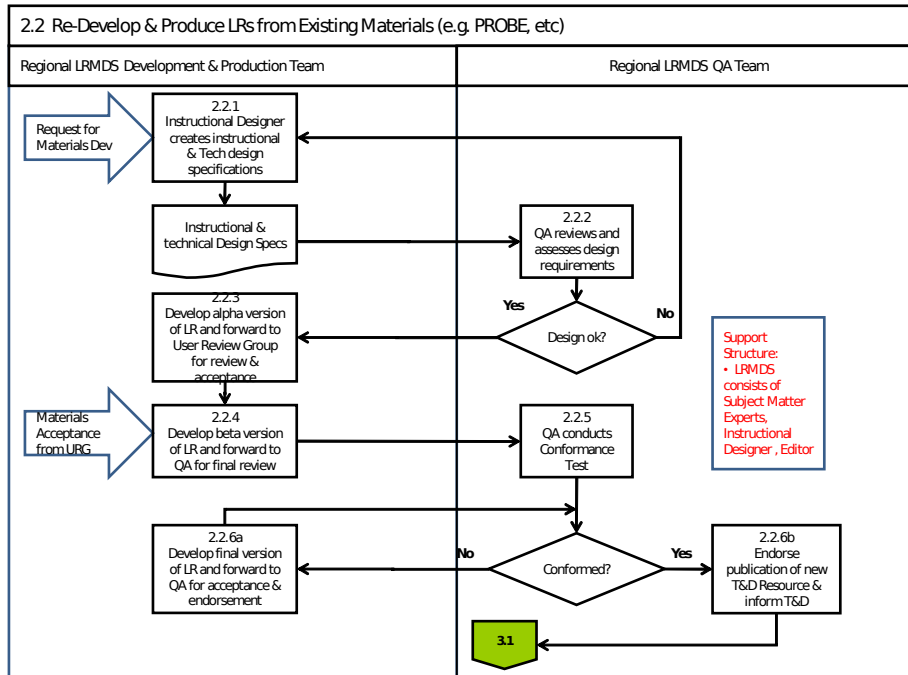 2.2 Re-Develop & Produce LRs from Existing Materials (e.g. PROBE, etc)
Regional LRMDS Development & Production Team
Regional LRMDS QA Team
Request for
Materials Dev
2.2.1
Instructional Designer
creates instructional
& Tech design
specifications
Instructional &
technical Design Specs
2.2.2
QA reviews and
assesses design
requirements
2.2.3
Develop alpha version
of LR and forward to
User Review Group
for review &
acceptance
Yes
Design ok?
No
Support
Structure:
• LRMDS
consists of
Subject Matter
Experts,
Instructional
Designer , Editor
Materials
Acceptance
from URG
2.2.4
Develop beta version
of LR and forward to
QA for final review
2.2.5
QA conducts
Conformance
Test
2.2.6a
Develop final version
of LR and forward to
QA for acceptance &
endorsement
No
Conformed?
Yes
2.2.6b
Endorse
publication of new
T&D Resource &
inform T&D
3.1